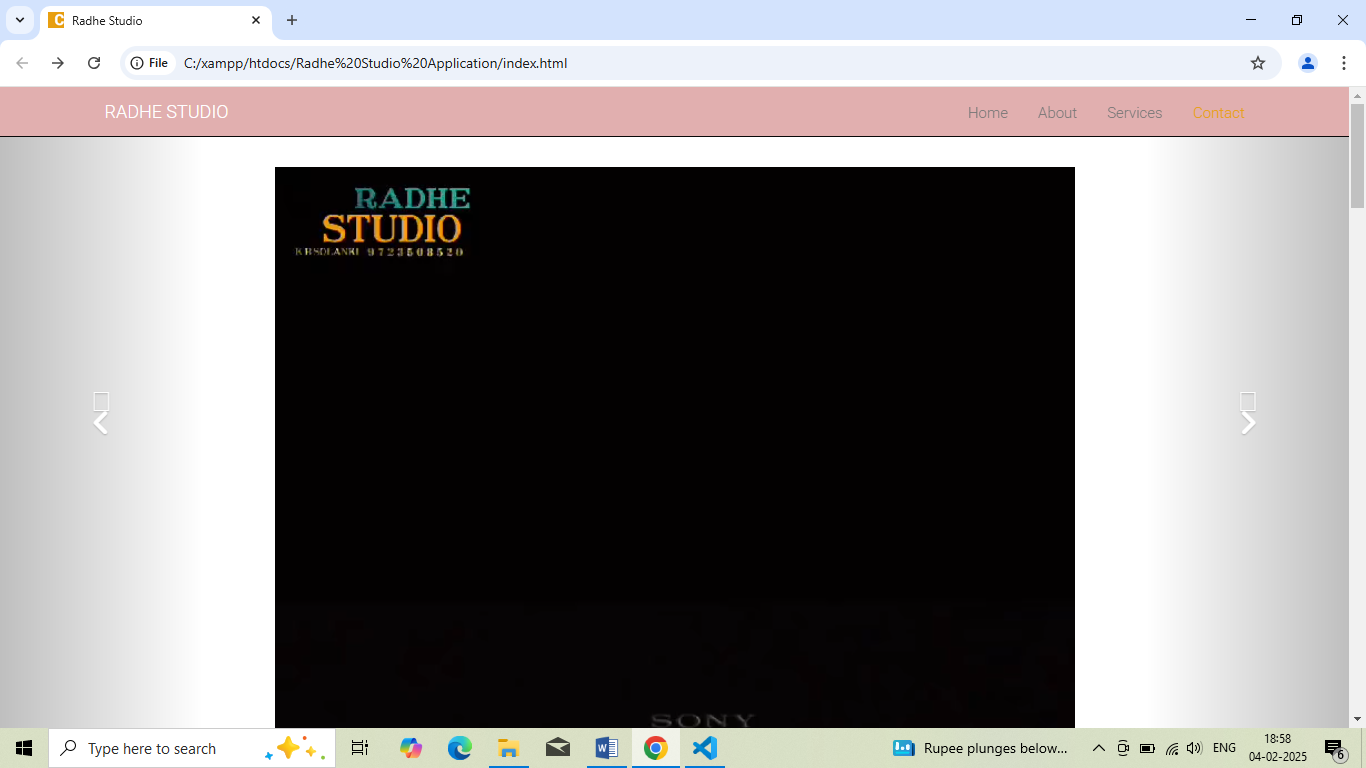 Radhe Studio
File
C:/xampp/htdocs/Radhe%20Studio%20Application/index.html
RADHE STUDIO
Home
About
Services
Contact
RADHE
STUDIO
9723508520
SONY
Type here to search
Rupee plunges below...
ENG
18:58
04-02-2025
6